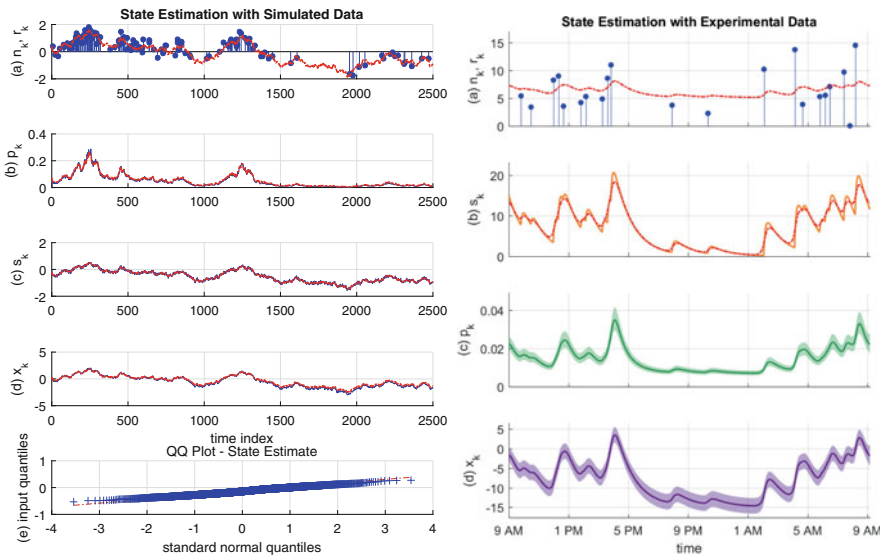 State Estimation with Simulated Data
(a) n_k, r_k
2
0
-2
0 500 1000 1500 2000 2500
(b) p_k
0.4
0.2
0
0 500 1000 1500 2000 2500
(c) s_k
2
0
-2
0 500 1000 1500 2000 2500
(d) x_k
5
0
-5
0 500 1000 1500 2000 2500
time index
QQ Plot - State Estimate
(e) input quantiles
1
0
-1
-4 -3 -2 -1 0 1 2 3 4
standard normal quantiles
State Estimation with Experimental Data
(a) n_k, r_k
15
10
5
0
(b) s_k
20
10
0
(c) p_k
0.04
0.02
0
(d) x_k
5
0
-5
-10
-15
9 AM 1 PM 5 PM 9 PM 1 AM 5 AM 9 AM
time